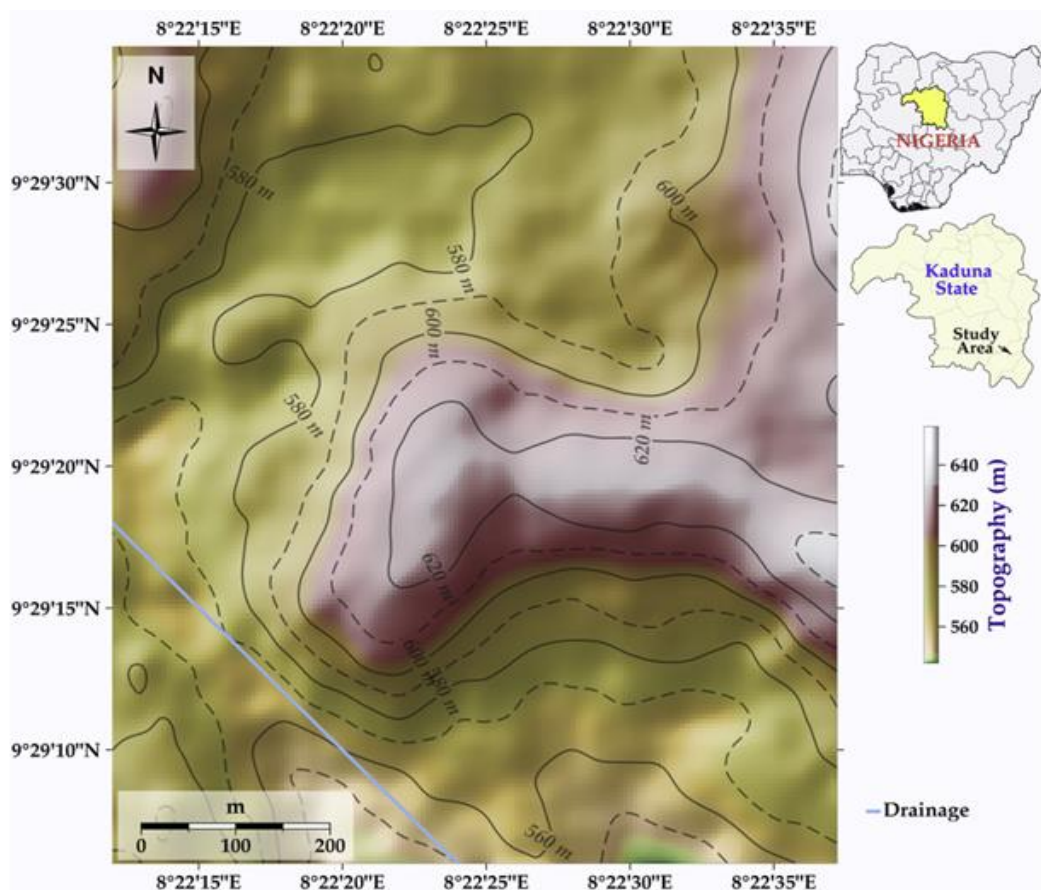 8°22'15"E 8°22'20"E 8°22'25"E 8°22'30"E 8°22'35"E
N
NIGERIA
9°29'30"N
580 m
600 m
580 m
Kaduna
State
9°29'25"N
600 m
Study
Area
580 m
620 m
9°29'20"N
640
620
600
580
560
Topography (m)
620 m
9°29'15"N
600 m
580 m
9°29'10"N
m
0 100 200
560 m
Drainage
8°22'15"E 8°22'20"E 8°22'25"E 8°22'30"E 8°22'35"E